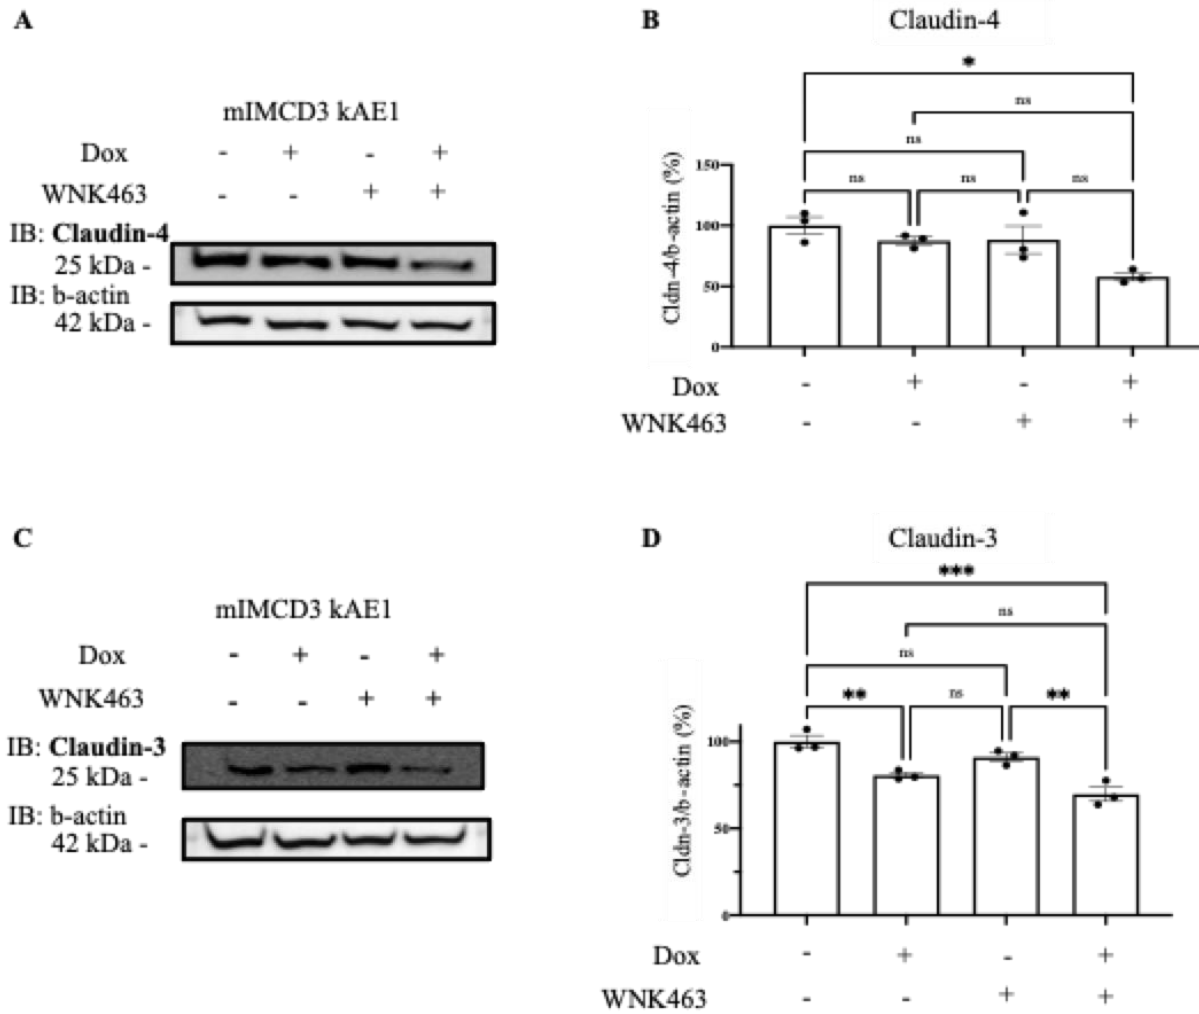 A
mIMCD3 kAE1
Dox - + - +
WNK463 - - + +
IB: Claudin-4
25 kDa -
IB: b-actin
42 kDa -
B
Claudin-4
*
ns
ns
ns ns ns
Cldn-4/b-actin (%)
150
100
50
0
Dox - + - +
WNK463 - - + +
C
mIMCD3 kAE1
Dox - + - +
WNK463 - - + +
IB: Claudin-3
25 kDa -
IB: b-actin
42 kDa -
D
Claudin-3
***
ns
ns
** ns **
Cldn-3/b-actin (%)
100
50
0
Dox - + - +
WNK463 - - + +